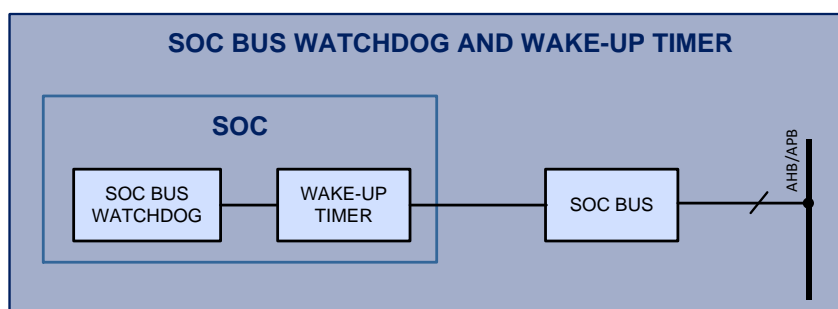 SOC BUS WATCHDOG AND WAKE-UP TIMER
SOC
SOC BUS
WATCHDOG
WAKE-UP
TIMER
SOC BUS
AHB/APB